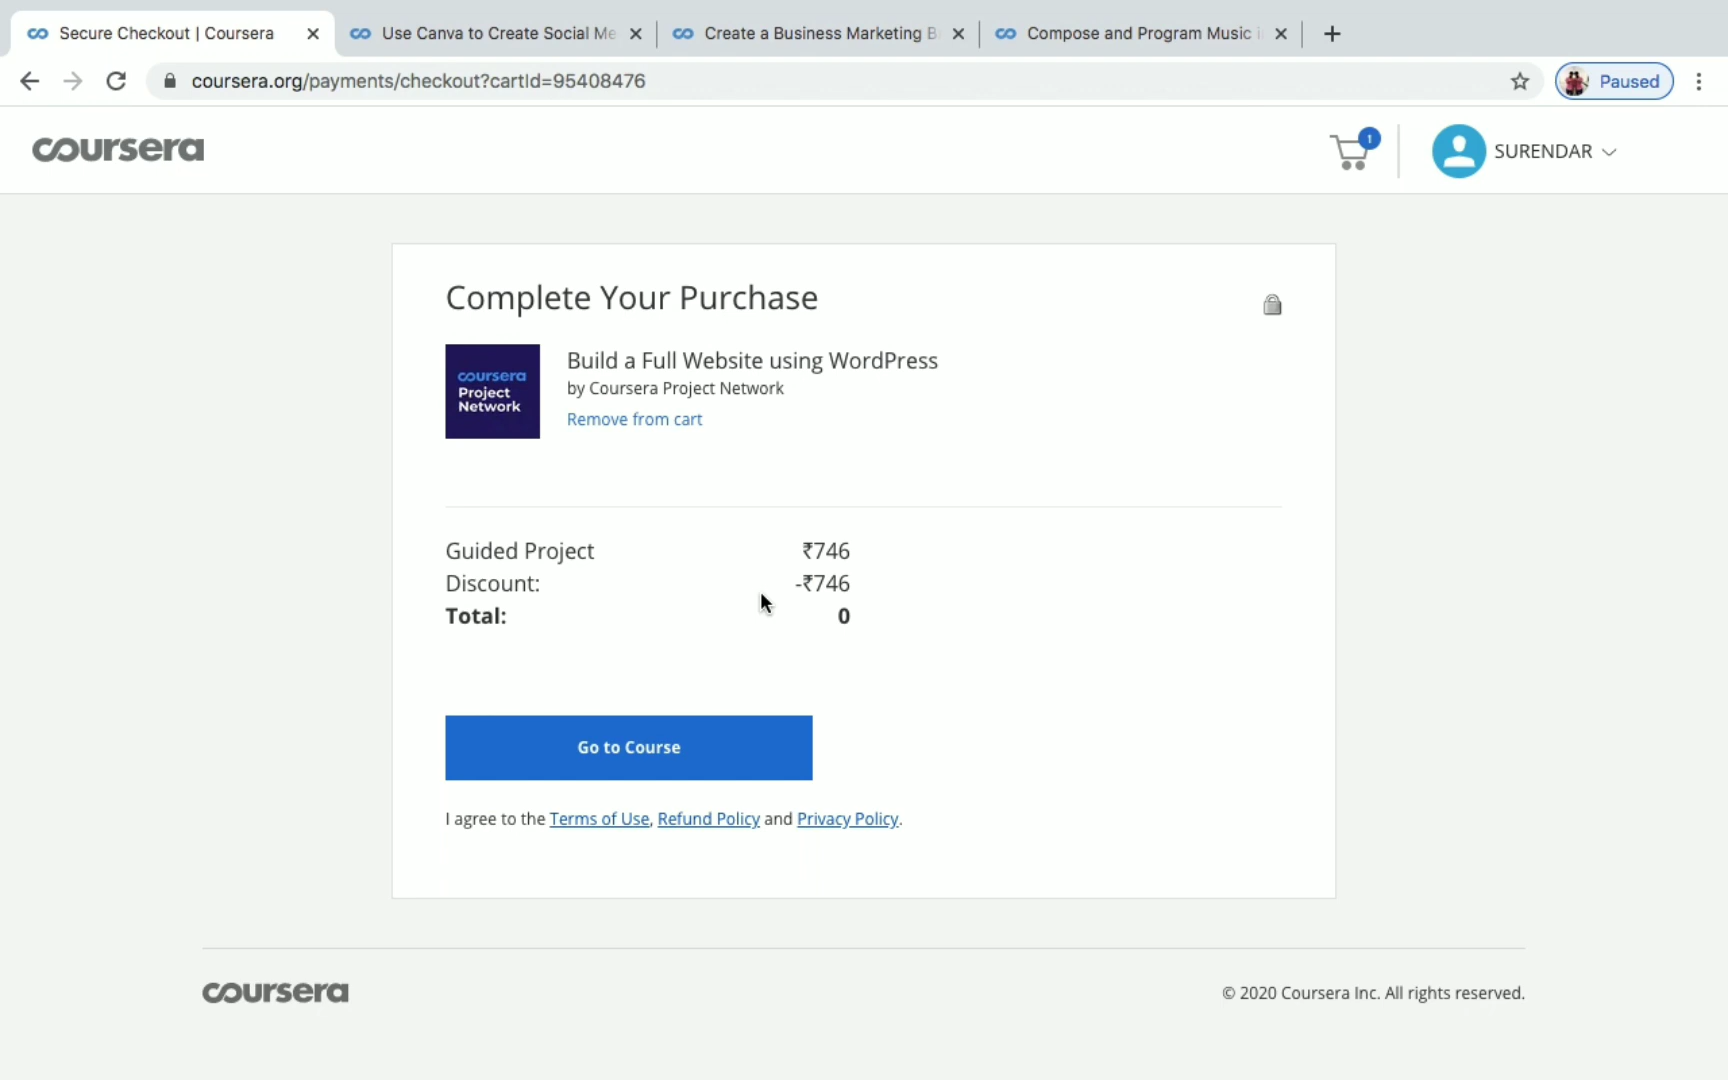 Secure Checkout | Coursera
Use Canva to Create Social Me
Create a Business Marketing B
Compose and Program Music i
coursera.org/payments/checkout?cartId=95408476
Paused
coursera
1
SURENDAR
Complete Your Purchase
coursera
Project
Network
Build a Full Website using WordPress
by Coursera Project Network
Remove from cart
Guided Project ₹746
Discount: -₹746
Total: 0
Go to Course
I agree to the Terms of Use, Refund Policy and Privacy Policy.
coursera
© 2020 Coursera Inc. All rights reserved.